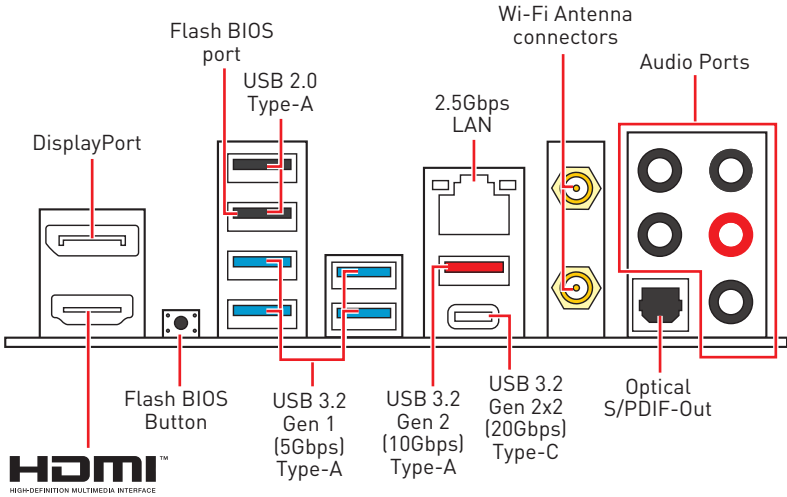 Flash BIOS
port
USB 2.0
Type-A
Wi-Fi Antenna
connectors
Audio Ports
2.5Gbps
LAN
DisplayPort
Flash BIOS
Button
USB 3.2
Gen 1
(5Gbps)
Type-A
USB 3.2
Gen 2
(10Gbps)
Type-A
USB 3.2
Gen 2x2
(20Gbps)
Type-C
Optical
S/PDIF-Out
HDMI™
HIGH-DEFINITION MULTIMEDIA INTERFACE